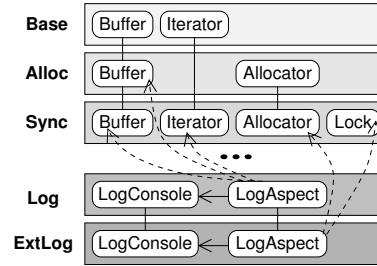 Base Buffer Iterator
Alloc Buffer Allocator
Sync Buffer Iterator Allocator Lock
Log LogConsole LogAspect
ExtLog LogConsole LogAspect